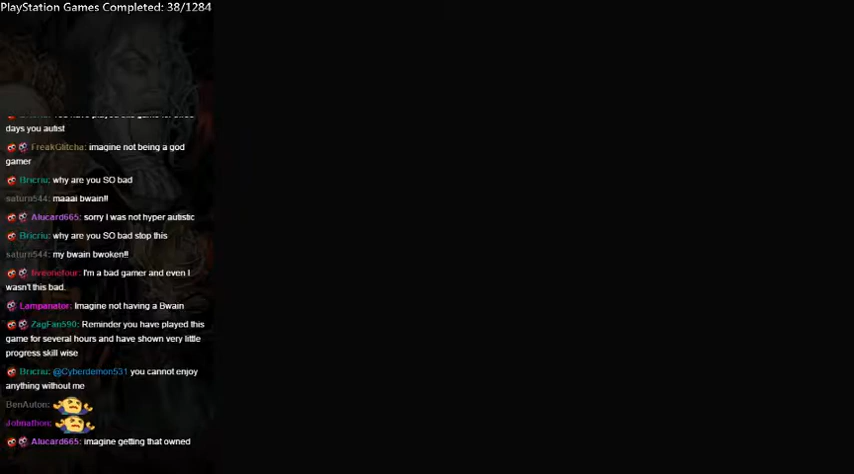 PlayStation Games Completed: 38/1284
days you autist
FreakGlitcha: imagine not being a god
gamer
Bricriu: why are you SO bad
saturn544: maaai bwain!!
Alucard665: sorry I was not hyper autistic
Bricriu: why are you SO bad stop this
saturn544: my bwain bwoken!!
fiveonefour: I'm a bad gamer and even I
wasn't this bad.
Lampanator: Imagine not having a Bwain
ZagFan590: Reminder you have played this
game for several hours and have shown very little
progress skill wise
Bricriu: @Cyberdemon531 you cannot enjoy
anything without me
BenAuton:
Johnathon:
Alucard665: imagine getting that owned